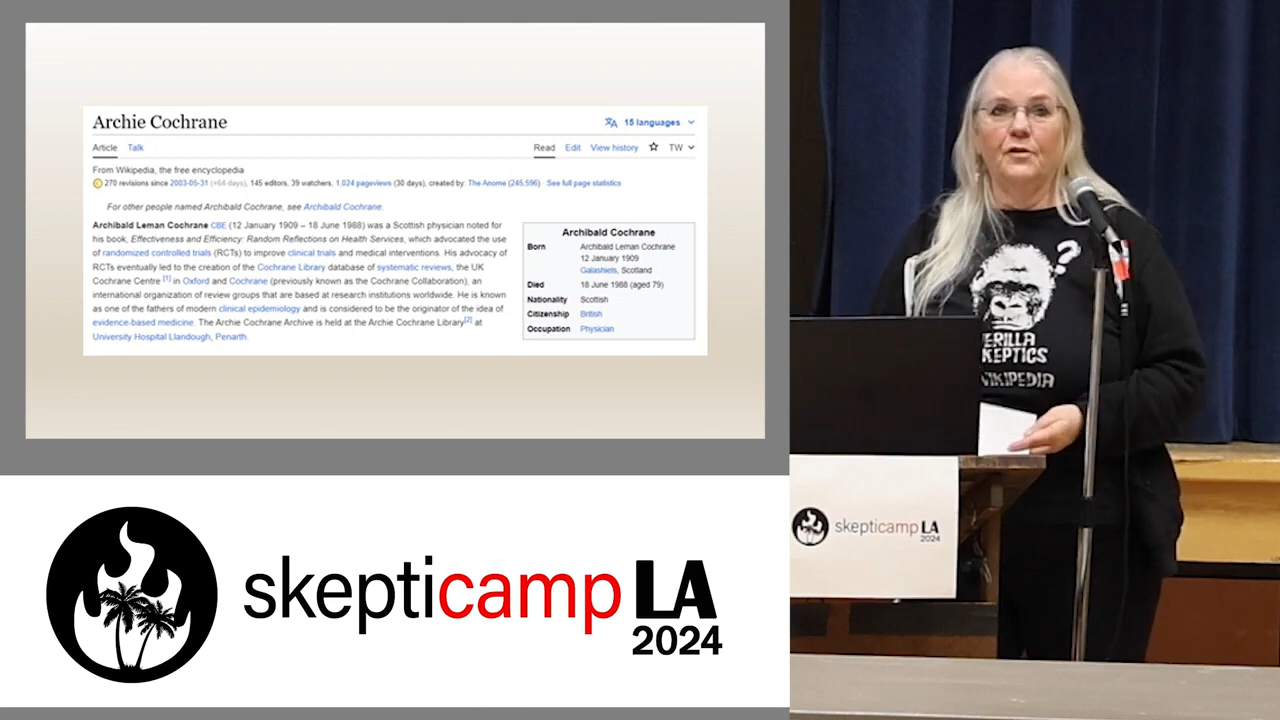 Archie Cochrane
15 languages
Article Talk
Read Edit View history TW
From Wikipedia, the free encyclopedia
270 revisions since 2003-05-31 (+64 days), 145 editors, 39 watchers, 1,024 pageviews (30 days), created by: The Anome (245,596) · See full page statistics
For other people named Archibald Cochrane, see Archibald Cochrane.
Archibald Leman Cochrane CBE (12 January 1909 – 18 June 1988) was a Scottish physician noted for
his book, Effectiveness and Efficiency: Random Reflections on Health Services, which advocated the use
of randomized controlled trials (RCTs) to improve clinical trials and medical interventions. His advocacy of
RCTs eventually led to the creation of the Cochrane Library database of systematic reviews, the UK
Cochrane Centre [1] in Oxford and Cochrane (previously known as the Cochrane Collaboration), an
international organization of review groups that are based at research institutions worldwide. He is known
as one of the fathers of modern clinical epidemiology and is considered to be the originator of the idea of
evidence-based medicine. The Archie Cochrane Archive is held at the Archie Cochrane Library[2] at
University Hospital Llandough, Penarth.
Archibald Cochrane
Born Archibald Leman Cochrane
12 January 1909
Galashiels, Scotland
Died 18 June 1988 (aged 79)
Nationality Scottish
Citizenship British
Occupation Physician
skepticamp LA
2024
?
ERILLA
KEPTICS
WIKIPEDIA
skepticamp LA
2024